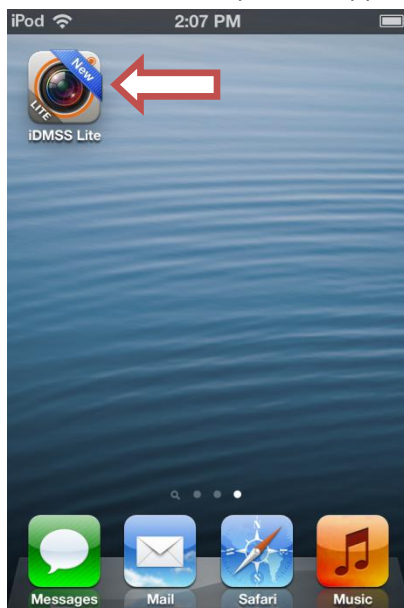 iPod 2:07 PM
New
LITE
iDMSS Lite
Messages Mail Safari Music